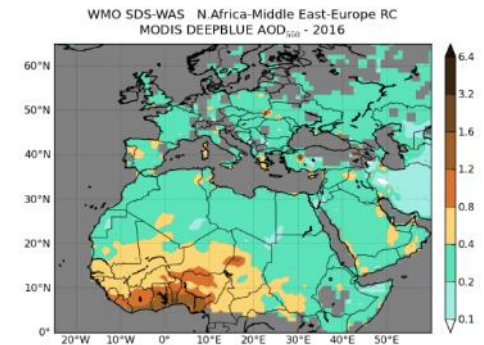 WMO SDS-WAS N.Africa-Middle East-Europe RC
MODIS DEEPBLUE AOD₅₅₀ - 2016
60°N
50°N
40°N
30°N
20°N
10°N
0°
20°W
10°W
0°
10°E
20°E
30°E
40°E
50°E
6.4
3.2
1.6
1.2
0.8
0.4
0.2
0.1